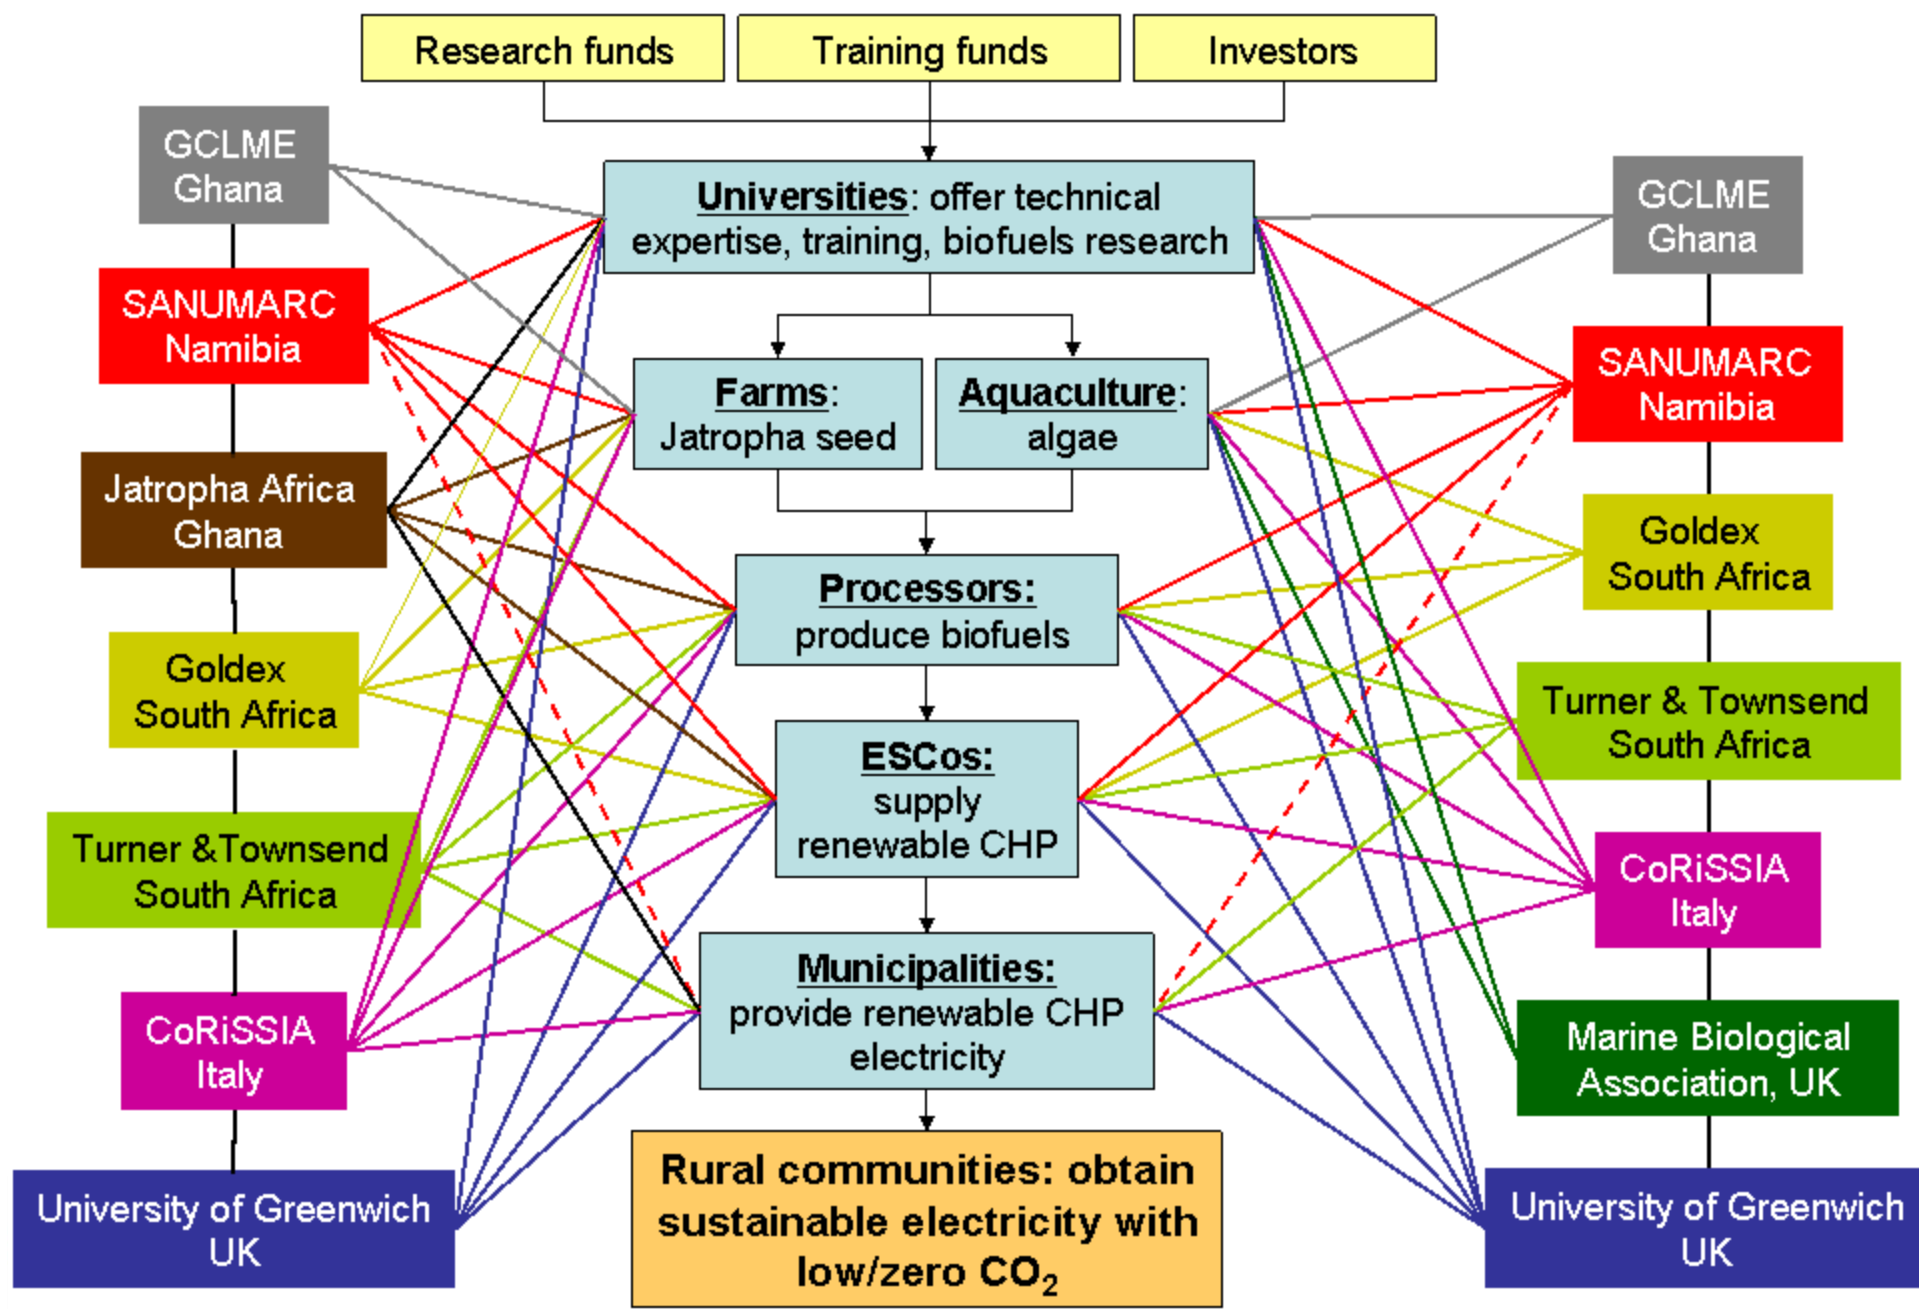 Research funds
Training funds
Investors
GCLME
Ghana
SANUMARC
Namibia
Jatropha Africa
Ghana
Goldex
South Africa
Turner &Townsend
South Africa
CoRiSSIA
Italy
University of Greenwich
UK
Universities: offer technical
expertise, training, biofuels research
Farms:
Jatropha seed
Aquaculture:
algae
Processors:
produce biofuels
ESCos:
supply
renewable CHP
Municipalities:
provide renewable CHP
electricity
Rural communities: obtain
sustainable electricity with
low/zero CO₂
GCLME
Ghana
SANUMARC
Namibia
Goldex
South Africa
Turner & Townsend
South Africa
CoRiSSIA
Italy
Marine Biological
Association, UK
University of Greenwich
UK